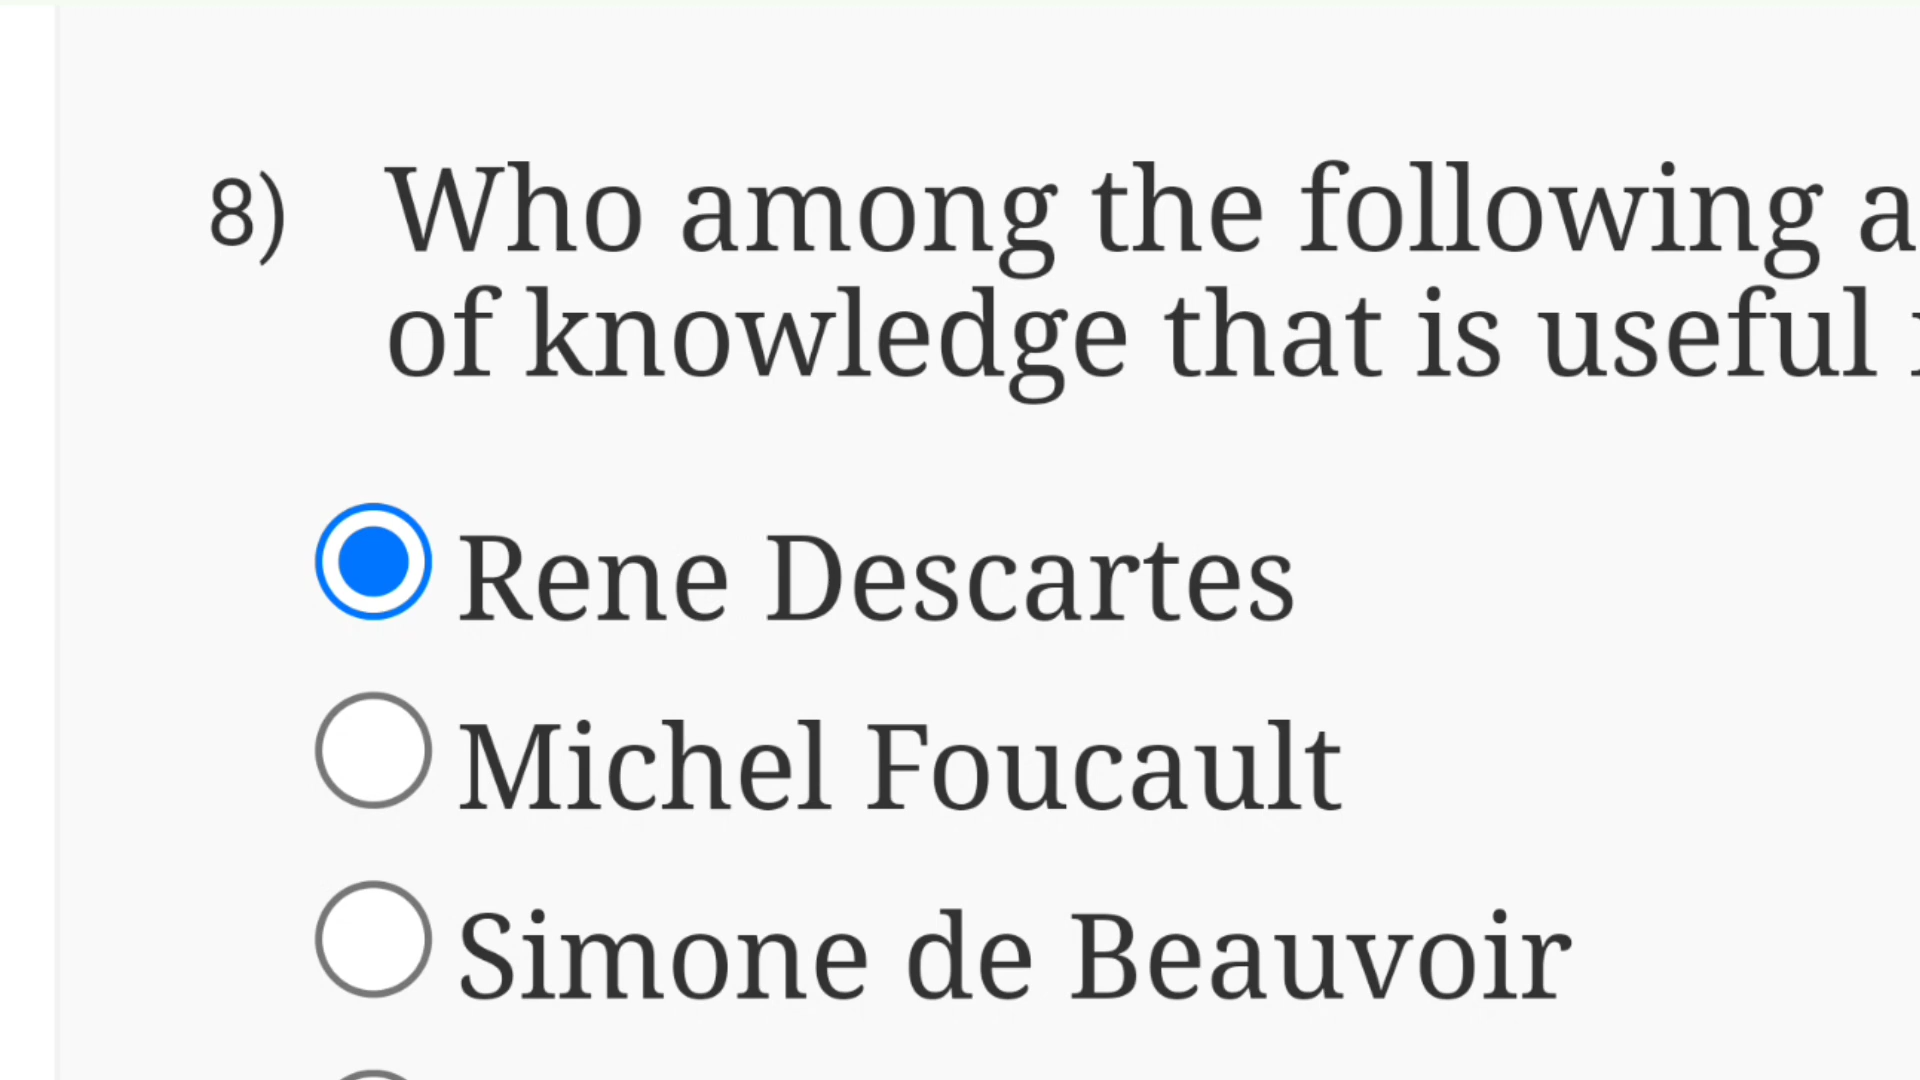 8) Who among the following
of knowledge that is useful
Rene Descartes
Michel Foucault
Simone de Beauvoir